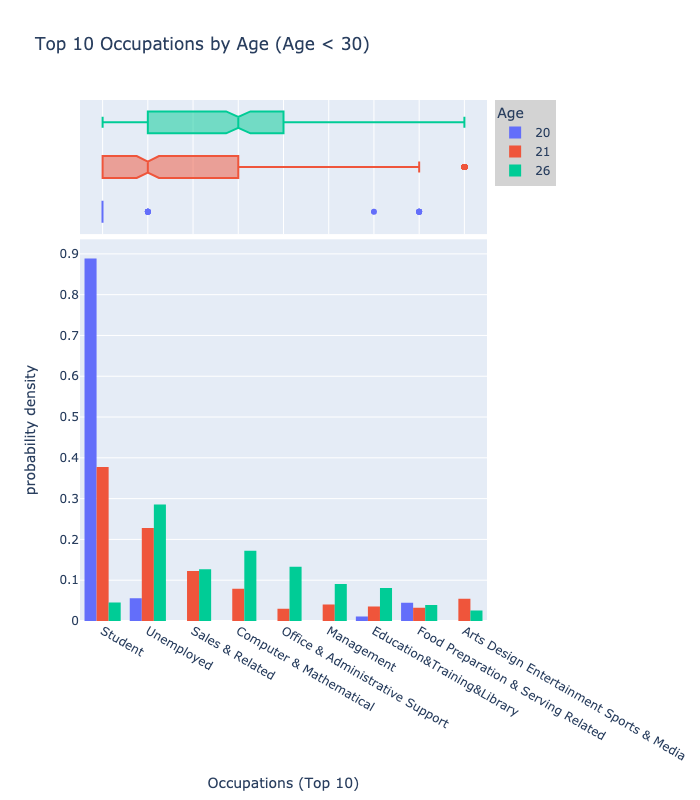 Top 10 Occupations by Age (Age < 30)
Age
20
21
26
0.9
0.8
0.7
0.6
0.5
0.4
0.3
0.2
0.1
0
probability density
Student
Unemployed
Sales & Related
Computer & Mathematical
Office & Administrative Support
Management
Education&Training&Library
Food Preparation & Serving Related
Arts Design Entertainment Sports & Media
Occupations (Top 10)